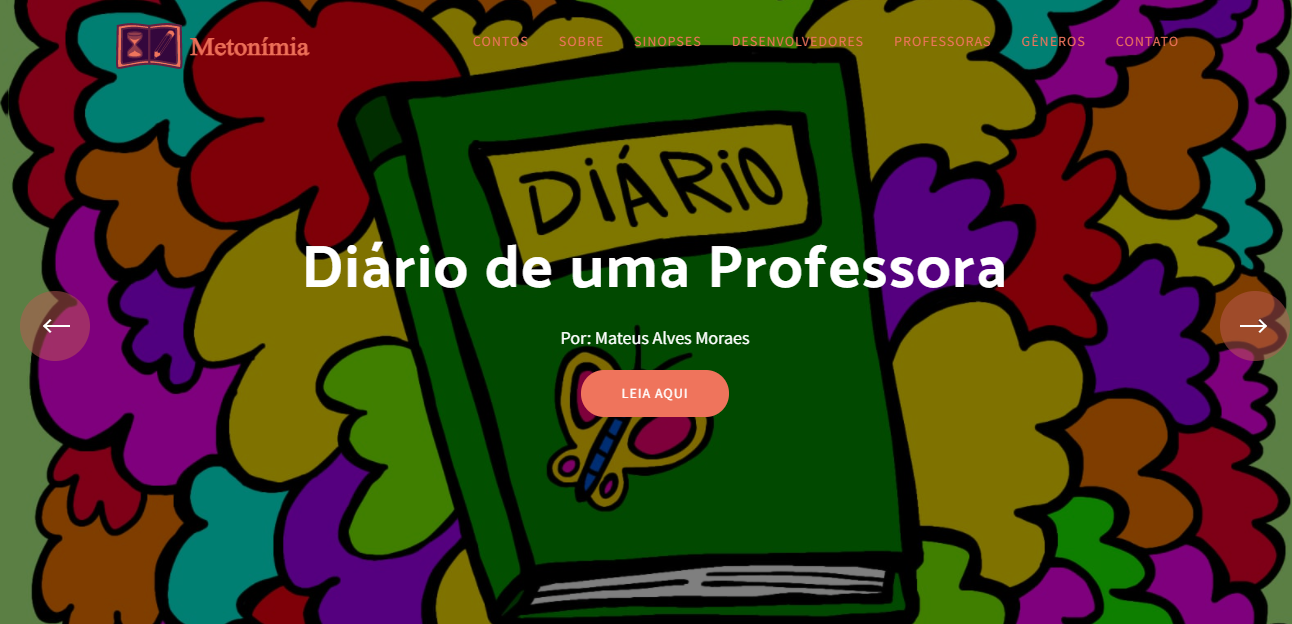 Metonímia
CONTOS SOBRE SINOPSES DESENVOLVEDORES PROFESSORAS GÊNEROS CONTATO
DiÁRiO
Diário de uma Professora
Por: Mateus Alves Moraes
LEIA AQUI